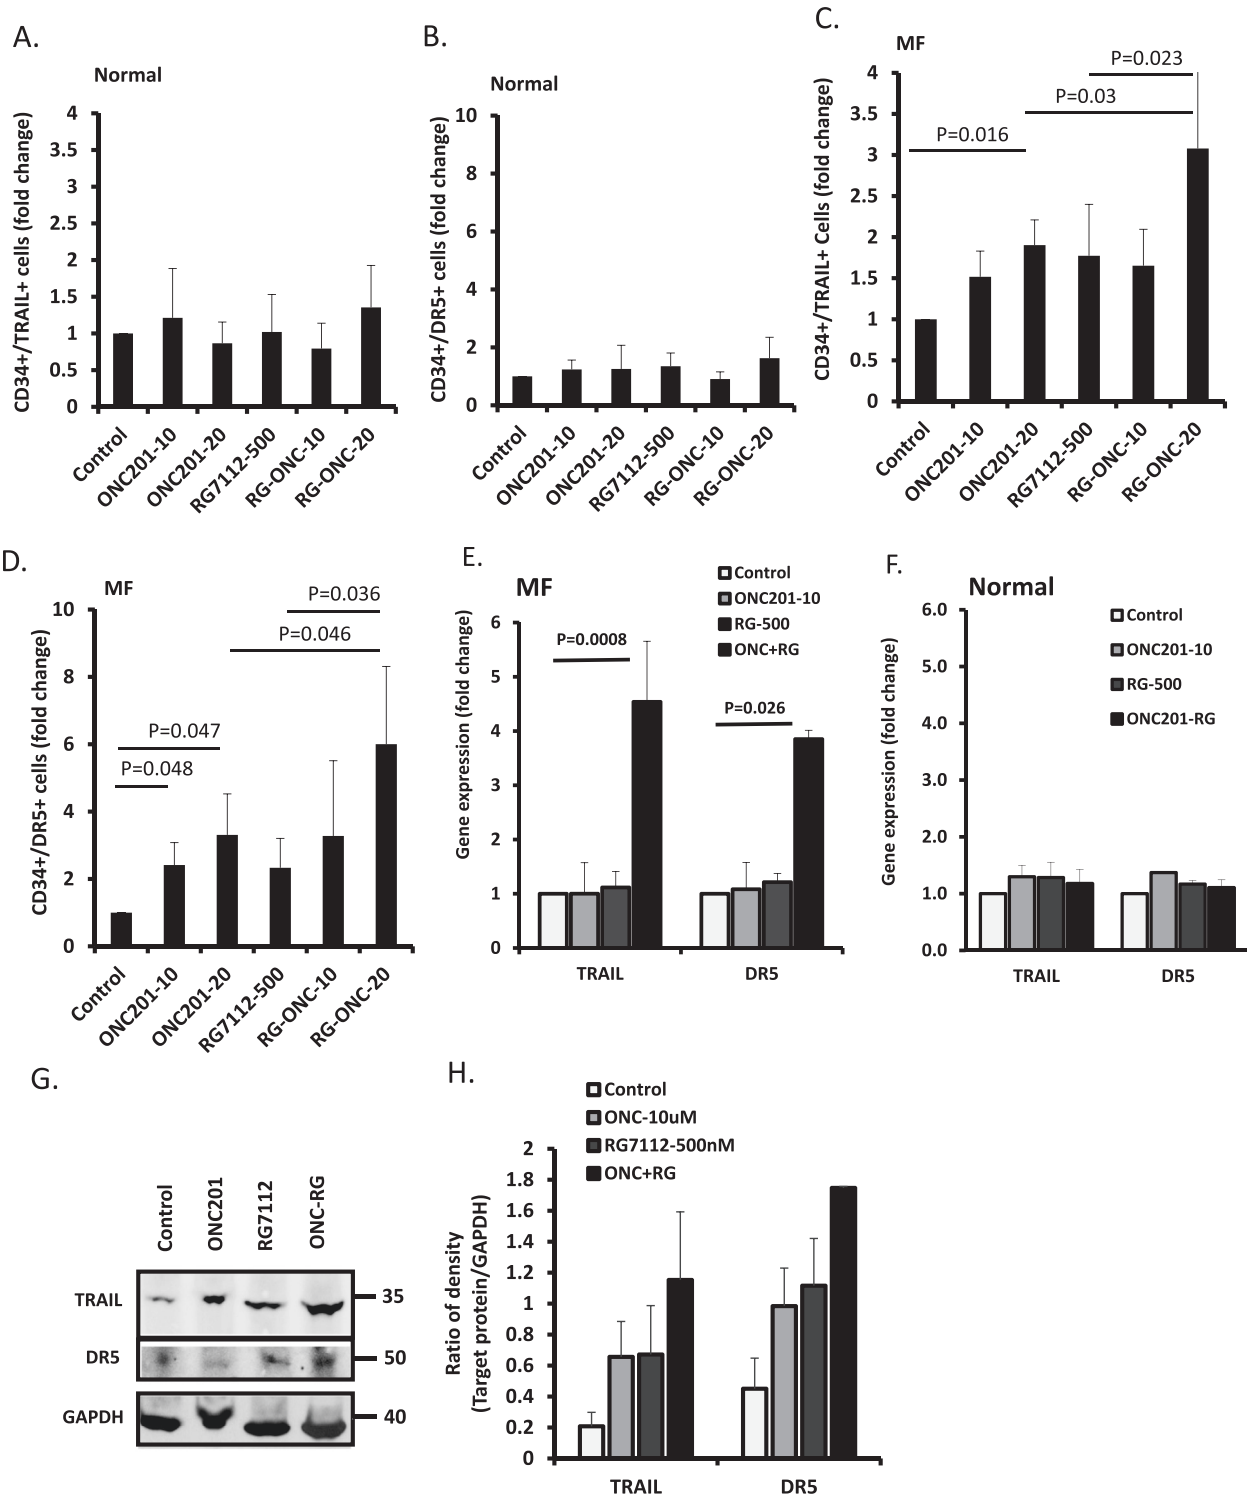 A.
Normal
CD34+/TRAIL+ cells (fold change)
4
3.5
3
2.5
2
1.5
1
0.5
0
Control
ONC201-10
ONC201-20
RG7112-500
RG-ONC-10
RG-ONC-20
B.
Normal
CD34+/DR5+ cells (fold change)
10
8
6
4
2
0
Control
ONC201-10
ONC201-20
RG7112-500
RG-ONC-10
RG-ONC-20
C.
MF
P=0.023
P=0.03
P=0.016
CD34+/TRAIL+ Cells (fold change)
4
3.5
3
2.5
2
1.5
1
0.5
0
Control
ONC201-10
ONC201-20
RG7112-500
RG-ONC-10
RG-ONC-20
D.
MF
P=0.036
P=0.046
P=0.047
P=0.048
CD34+/DR5+ cells (fold change)
10
8
6
4
2
0
Control
ONC201-10
ONC201-20
RG7112-500
RG-ONC-10
RG-ONC-20
E.
MF
Control
ONC201-10
RG-500
ONC+RG
P=0.0008
P=0.026
Gene expression (fold change)
6
5
4
3
2
1
0
TRAIL
DR5
F.
Normal
Control
ONC201-10
RG-500
ONC201-RG
Gene expression (fold change)
6.0
5.0
4.0
3.0
2.0
1.0
0.0
TRAIL
DR5
G.
Control
ONC201
RG7112
ONC-RG
TRAIL
35
DR5
50
GAPDH
40
H.
Control
ONC-10uM
RG7112-500nM
ONC+RG
Ratio of density
(Target protein/GAPDH)
2
1.8
1.6
1.4
1.2
1
0.8
0.6
0.4
0.2
0
TRAIL
DR5